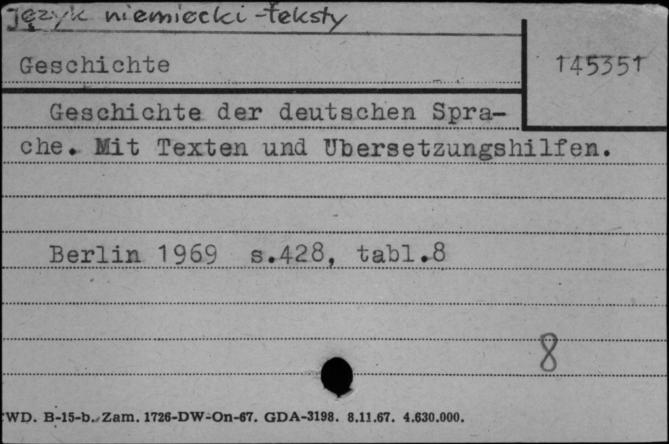 język niemiecki - teksty
Geschichte
145351
Geschichte der deutschen Spra-
che. Mit Texten und Ubersetzungshilfen.
Berlin 1969 s.428, tabl.8
8
WD. B-15-b. Zam. 1726-DW-On-67. GDA-3198. 8.11.67. 4.630.000.